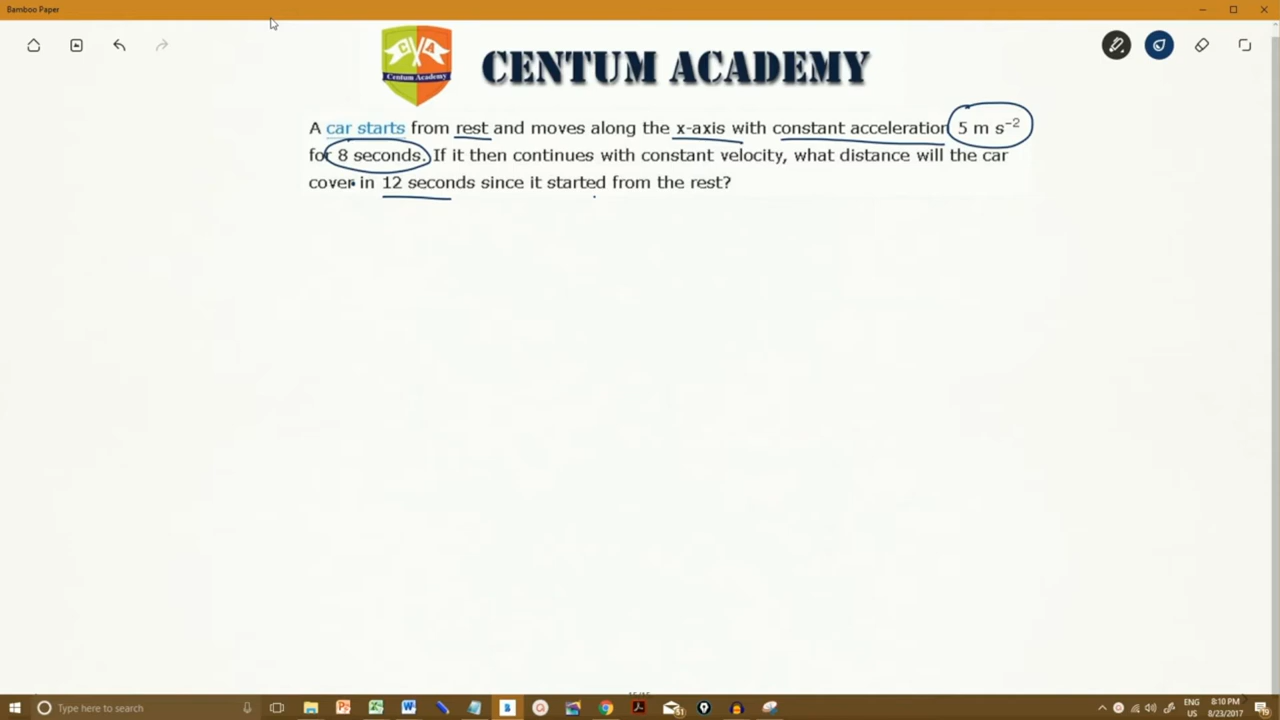 Bamboo Paper
C A
Centum Academy
CENTUM ACADEMY
A car starts from rest and moves along the x-axis with constant acceleration 5 m s⁻²
for 8 seconds. If it then continues with constant velocity, what distance will the car
cover in 12 seconds since it started from the rest?
Type here to search
ENG
US
8:10 PM
8/23/2017